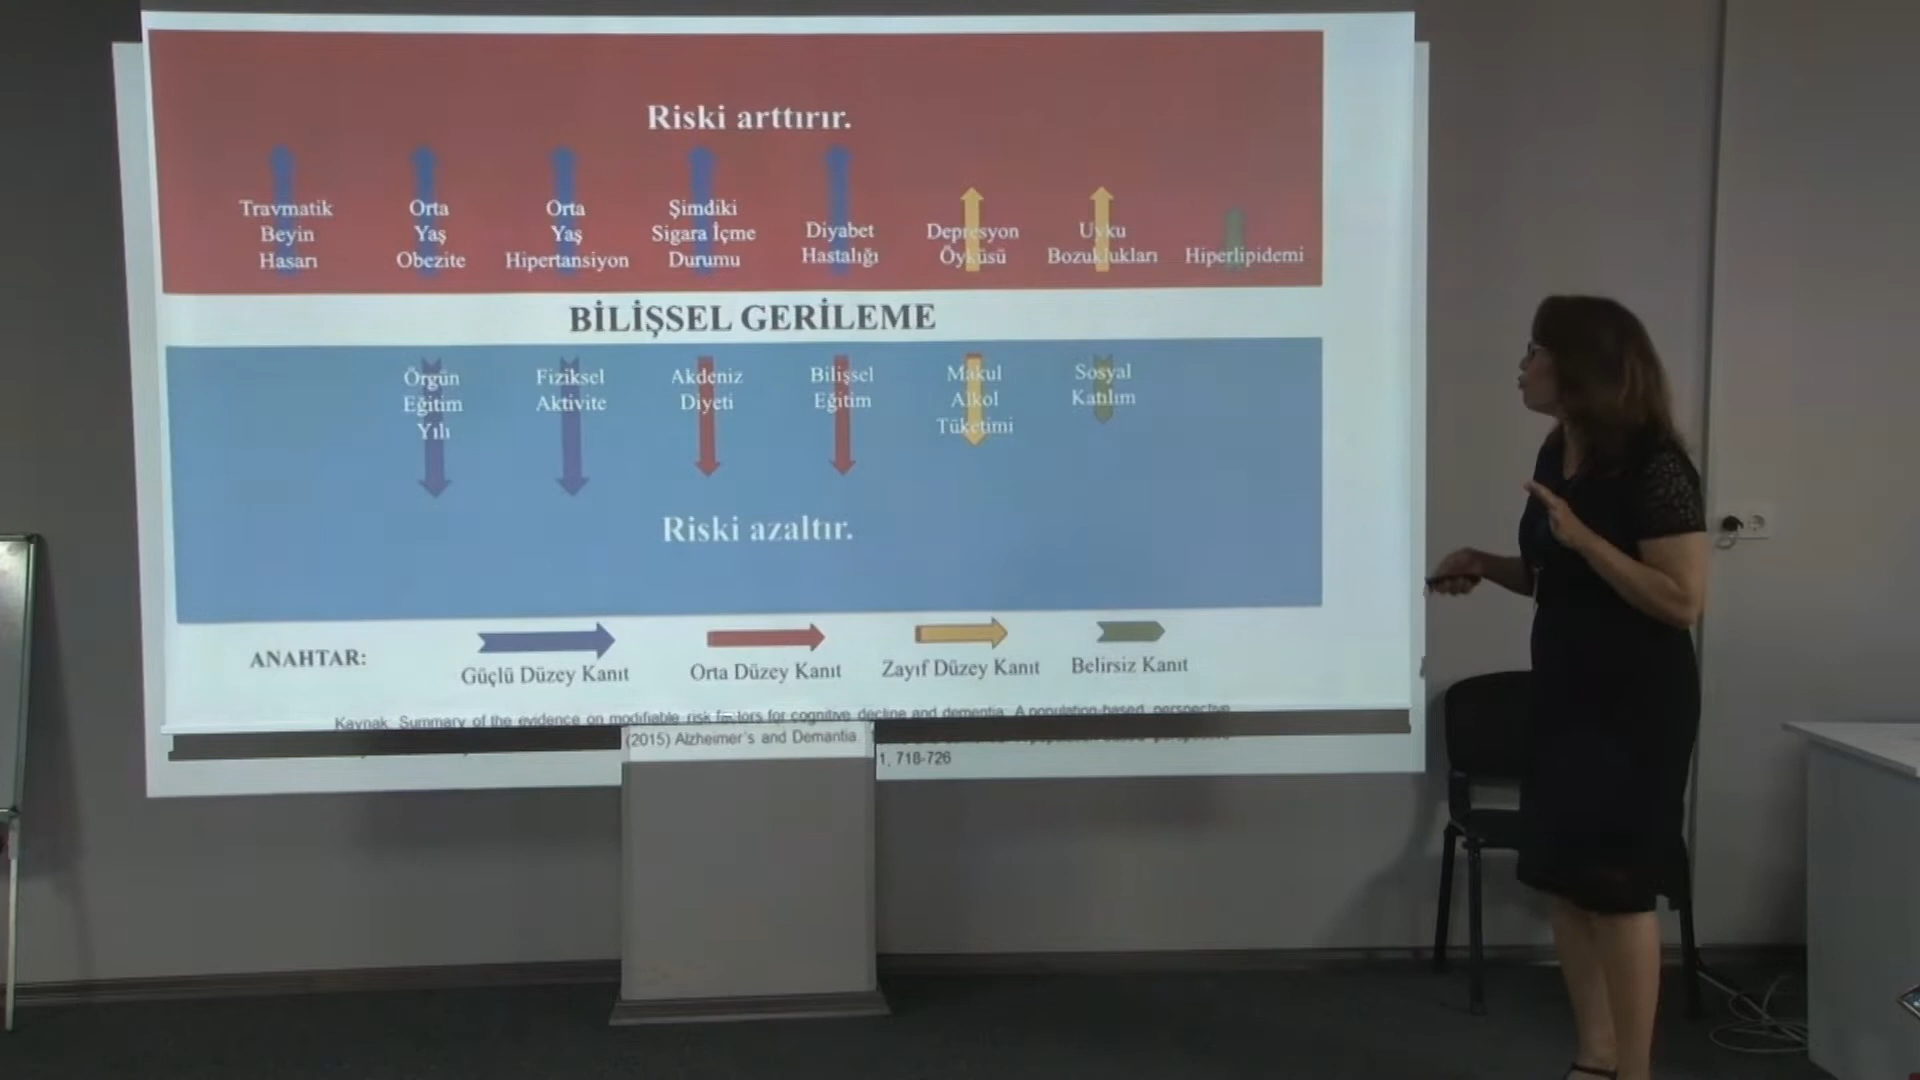 Riski arttırır.
Travmatik
Beyin
Hasarı
Orta
Yaş
Obezite
Orta
Yaş
Hipertansiyon
Şimdiki
Sigara İçme
Durumu
Diyabet
Hastalığı
Depresyon
Öyküsü
Uyku
Bozuklukları
Hiperlipidemi
BİLİŞSEL GERİLEME
Örgün
Eğitim
Yılı
Fiziksel
Aktivite
Akdeniz
Diyeti
Bilişsel
Eğitim
Makul
Alkol
Tüketimi
Sosyal
Katılım
Riski azaltır.
ANAHTAR:
Güçlü Düzey Kanıt
Orta Düzey Kanıt
Zayıf Düzey Kanıt
Belirsiz Kanıt
Kaynak Summary of the evidence on modifiable risk factors for cognitive decline and dementia: A population-based perspective
(2015) Alzheimer's and Demantia.
1, 718-726